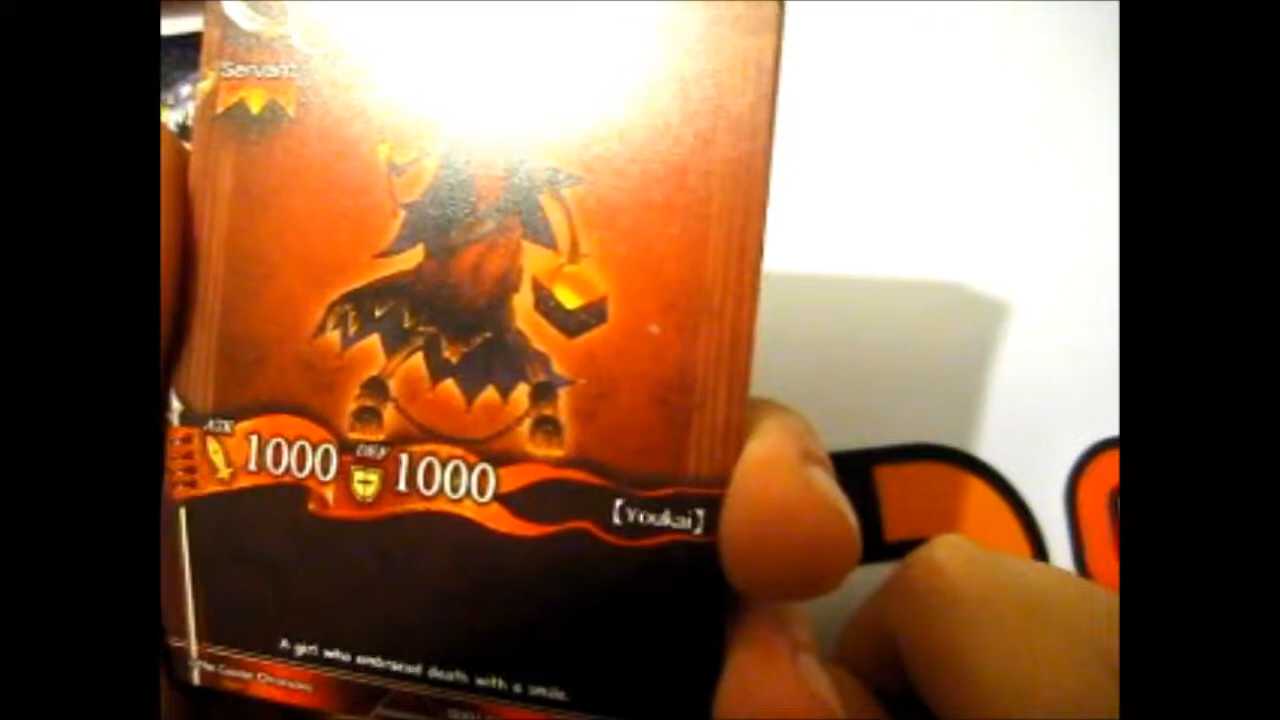 Servant
ATK 1000 DEF 1000
【Youkai】
A girl who embraced death with a smile.